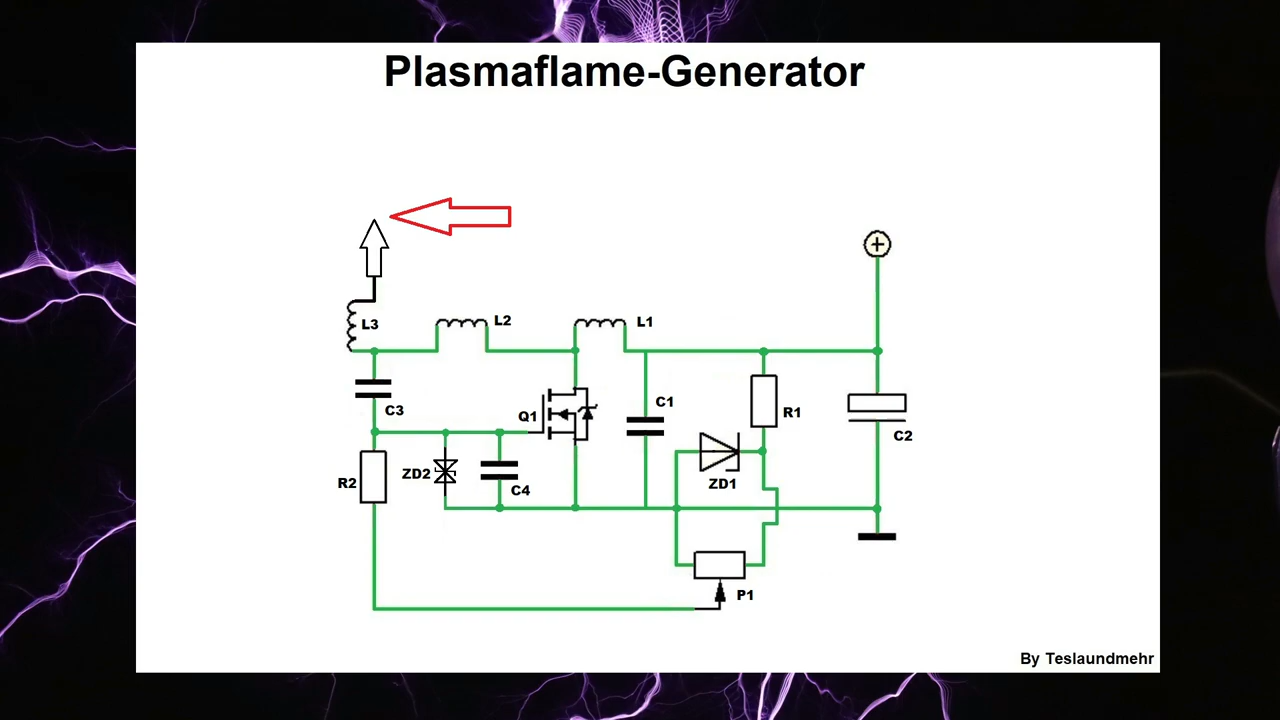 Plasmaflame-Generator
+
L3
L2
L1
C3
Q1
C1
R1
C2
R2
ZD2
C4
ZD1
P1
By Teslaundmehr